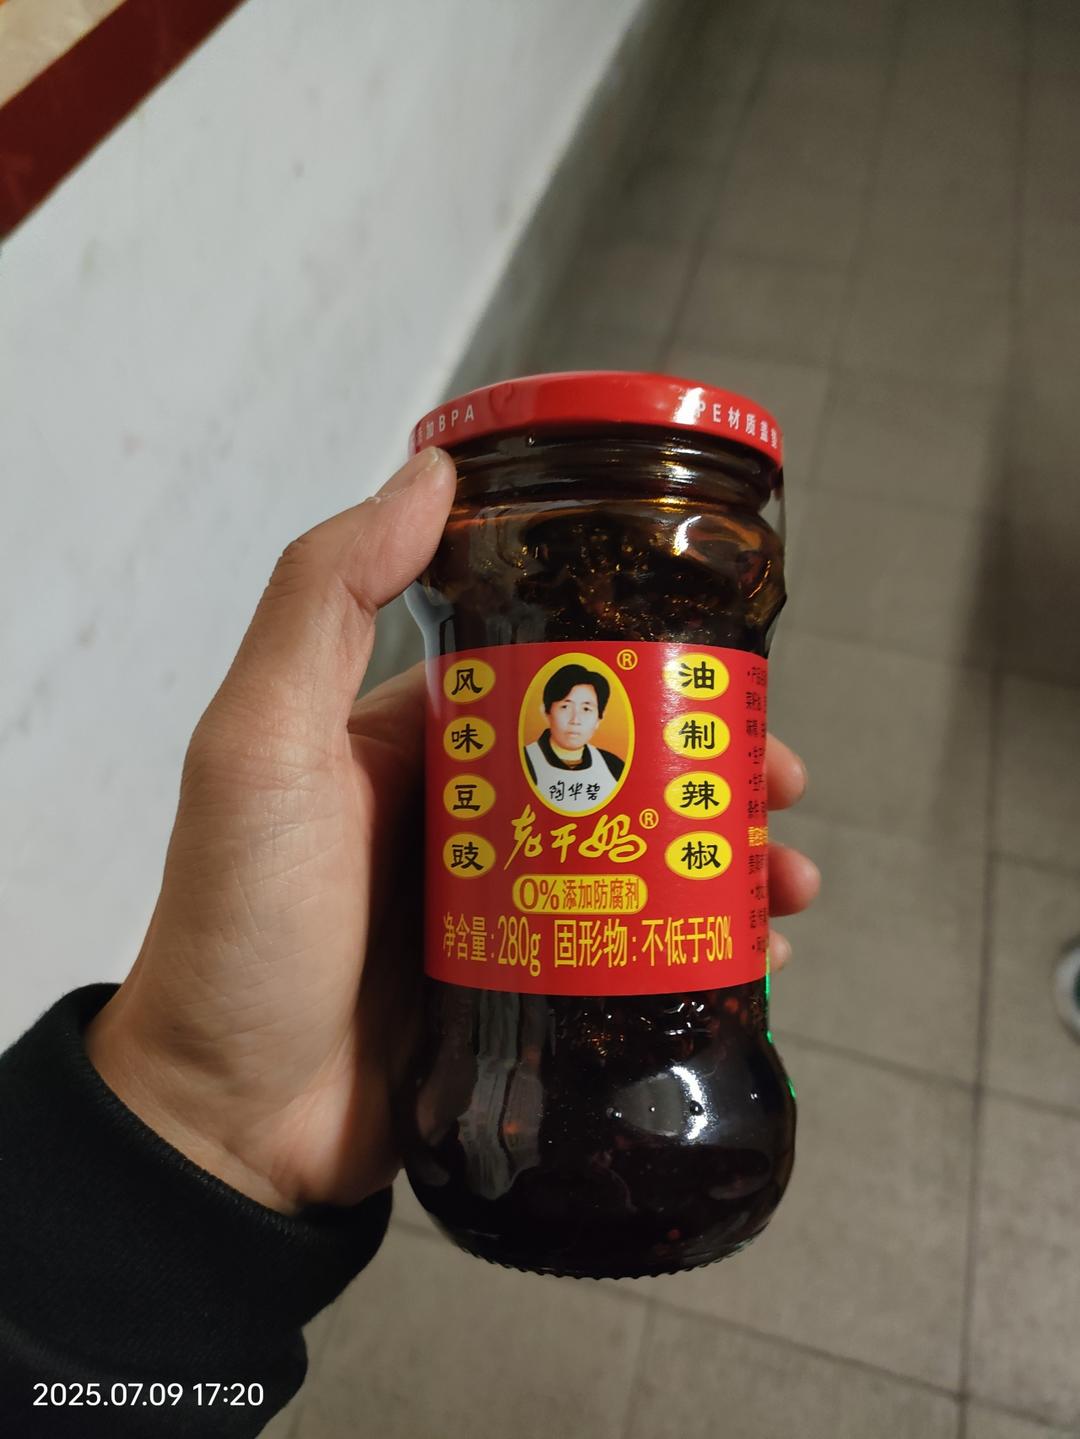 加BPA
PE材质盖垫
风味豆豉
油制辣椒
®
陶华碧
老干妈®
0%添加防腐剂
净含量:280g 固形物:不低于50%
2025.07.09 17:20